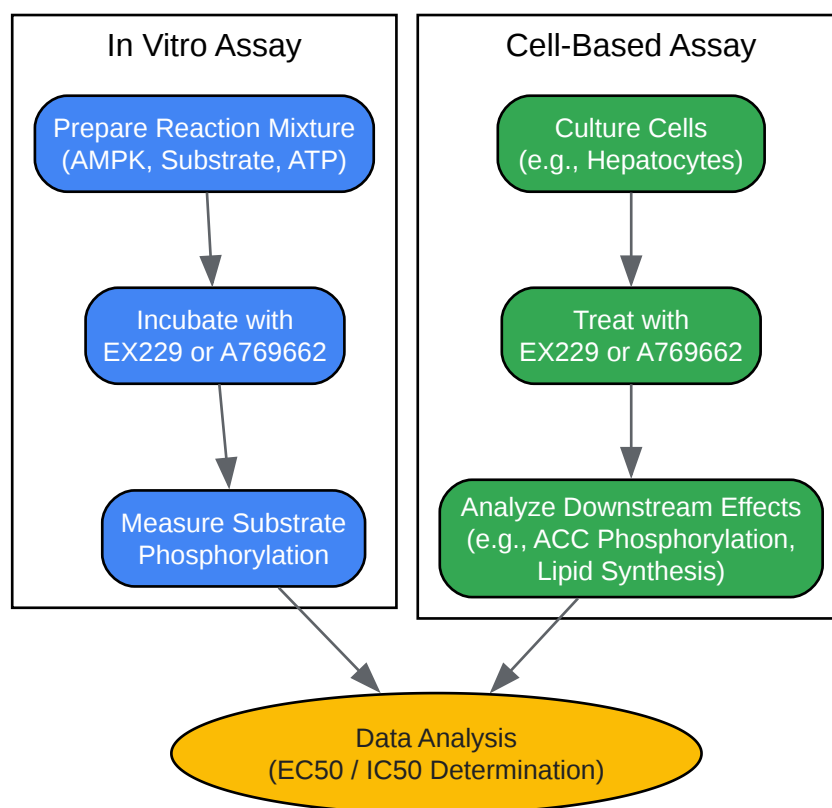 In Vitro Assay
Prepare Reaction Mixture
(AMPK, Substrate, ATP)
Incubate with
EX229 or A769662
Measure Substrate
Phosphorylation
Cell-Based Assay
Culture Cells
(e.g., Hepatocytes)
Treat with
EX229 or A769662
Analyze Downstream Effects
(e.g., ACC Phosphorylation,
Lipid Synthesis)
Data Analysis
(EC50 / IC50 Determination)